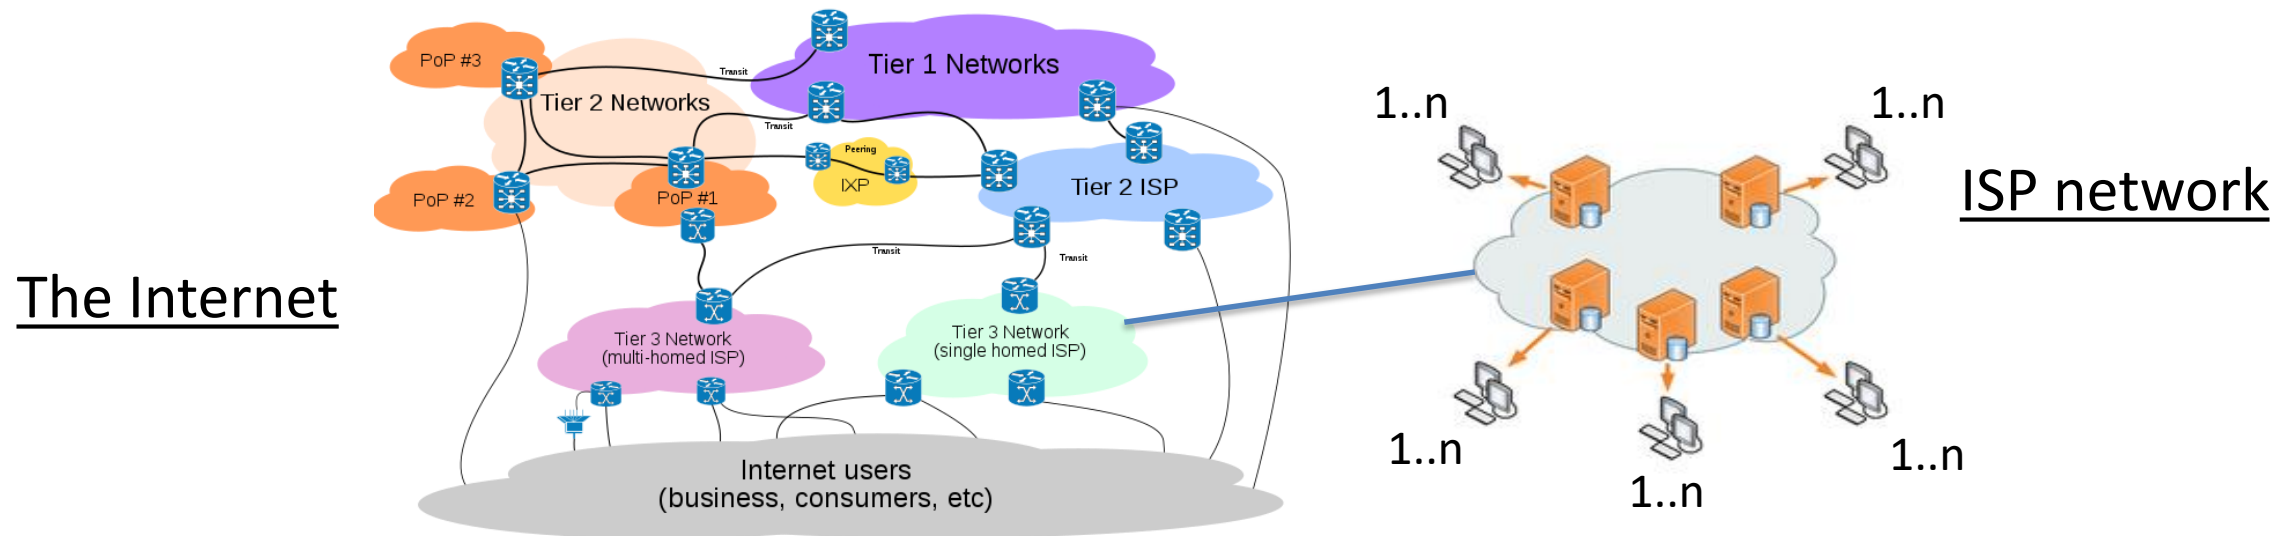 The Internet
PoP #3
Tier 2 Networks
Transit
Tier 1 Networks
Transit
PoP #2
PoP #1
Peering
IXP
Tier 2 ISP
Transit
Transit
Tier 3 Network
(multi-homed ISP)
Tier 3 Network
(single homed ISP)
Internet users
(business, consumers, etc)
1..n
1..n
ISP network
1..n
1..n
1..n